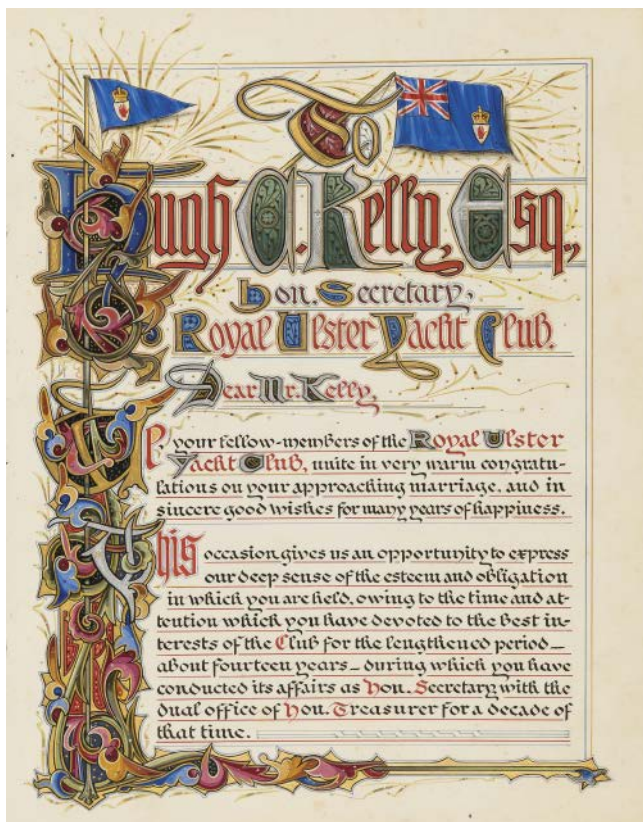 To
Hugh C. Kelly, Esq.,
Hon. Secretary,
Royal Ulster Yacht Club.
Dear Mr. Kelly,
We, your fellow-members of the Royal Ulster
Yacht Club, unite in very warm congratu-
lations on your approaching marriage, and in
sincere good wishes for many years of happiness.
This occasion gives us an opportunity to express
our deep sense of the esteem and obligation
in which you are held, owing to the time and at-
tention which you have devoted to the best in-
terests of the Club for the lengthened period —
about fourteen years — during which you have
conducted its affairs as Hon. Secretary with the
dual office of Hon. Treasurer for a decade of
that time.